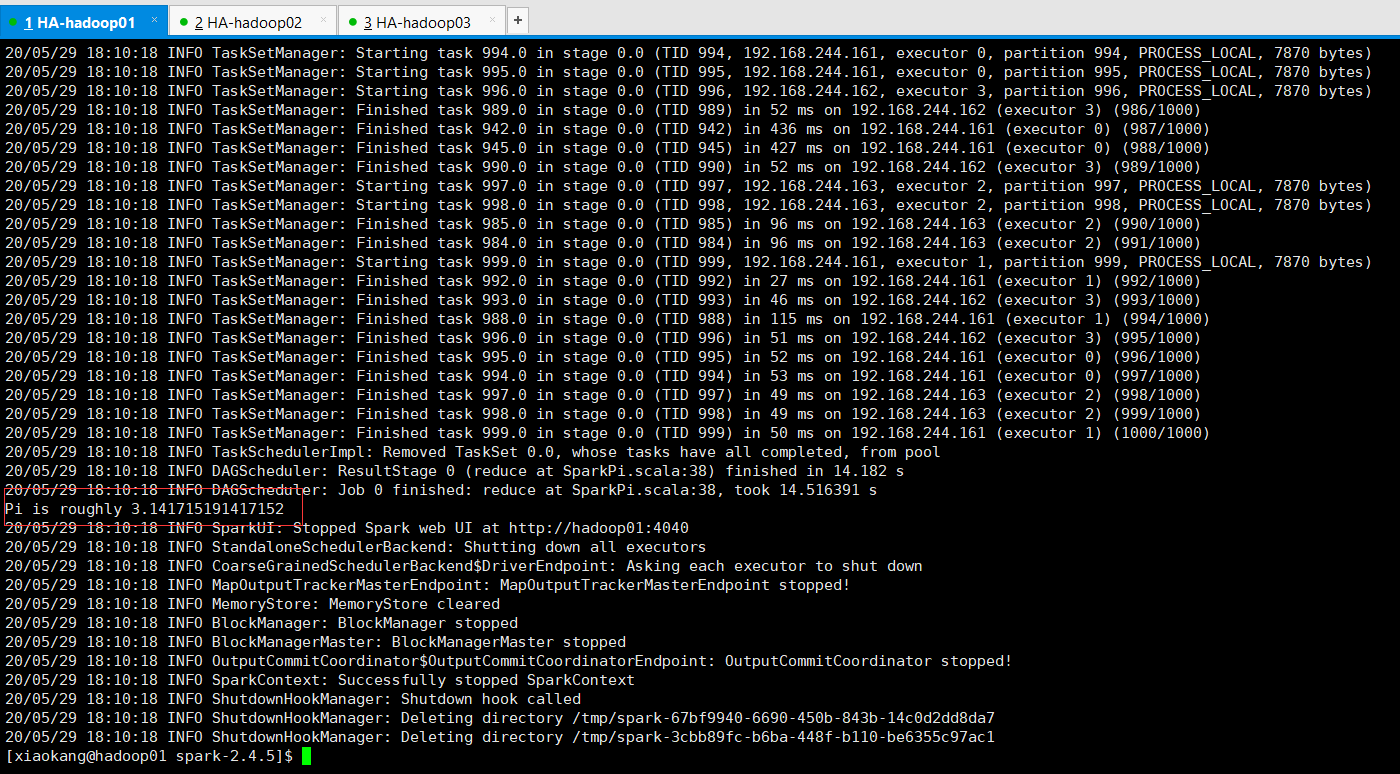 1 HA-hadoop01 × 2 HA-hadoop02 × 3 HA-hadoop03 × +
20/05/29 18:10:18 INFO TaskSetManager: Starting task 994.0 in stage 0.0 (TID 994, 192.168.244.161, executor 0, partition 994, PROCESS_LOCAL, 7870 bytes)
20/05/29 18:10:18 INFO TaskSetManager: Starting task 995.0 in stage 0.0 (TID 995, 192.168.244.161, executor 0, partition 995, PROCESS_LOCAL, 7870 bytes)
20/05/29 18:10:18 INFO TaskSetManager: Starting task 996.0 in stage 0.0 (TID 996, 192.168.244.162, executor 3, partition 996, PROCESS_LOCAL, 7870 bytes)
20/05/29 18:10:18 INFO TaskSetManager: Finished task 989.0 in stage 0.0 (TID 989) in 52 ms on 192.168.244.162 (executor 3) (986/1000)
20/05/29 18:10:18 INFO TaskSetManager: Finished task 942.0 in stage 0.0 (TID 942) in 436 ms on 192.168.244.161 (executor 0) (987/1000)
20/05/29 18:10:18 INFO TaskSetManager: Finished task 945.0 in stage 0.0 (TID 945) in 427 ms on 192.168.244.161 (executor 0) (988/1000)
20/05/29 18:10:18 INFO TaskSetManager: Finished task 990.0 in stage 0.0 (TID 990) in 52 ms on 192.168.244.162 (executor 3) (989/1000)
20/05/29 18:10:18 INFO TaskSetManager: Starting task 997.0 in stage 0.0 (TID 997, 192.168.244.163, executor 2, partition 997, PROCESS_LOCAL, 7870 bytes)
20/05/29 18:10:18 INFO TaskSetManager: Starting task 998.0 in stage 0.0 (TID 998, 192.168.244.163, executor 2, partition 998, PROCESS_LOCAL, 7870 bytes)
20/05/29 18:10:18 INFO TaskSetManager: Finished task 985.0 in stage 0.0 (TID 985) in 96 ms on 192.168.244.163 (executor 2) (990/1000)
20/05/29 18:10:18 INFO TaskSetManager: Finished task 984.0 in stage 0.0 (TID 984) in 96 ms on 192.168.244.163 (executor 2) (991/1000)
20/05/29 18:10:18 INFO TaskSetManager: Starting task 999.0 in stage 0.0 (TID 999, 192.168.244.161, executor 1, partition 999, PROCESS_LOCAL, 7870 bytes)
20/05/29 18:10:18 INFO TaskSetManager: Finished task 992.0 in stage 0.0 (TID 992) in 27 ms on 192.168.244.161 (executor 1) (992/1000)
20/05/29 18:10:18 INFO TaskSetManager: Finished task 993.0 in stage 0.0 (TID 993) in 46 ms on 192.168.244.162 (executor 3) (993/1000)
20/05/29 18:10:18 INFO TaskSetManager: Finished task 988.0 in stage 0.0 (TID 988) in 115 ms on 192.168.244.161 (executor 1) (994/1000)
20/05/29 18:10:18 INFO TaskSetManager: Finished task 996.0 in stage 0.0 (TID 996) in 51 ms on 192.168.244.162 (executor 3) (995/1000)
20/05/29 18:10:18 INFO TaskSetManager: Finished task 995.0 in stage 0.0 (TID 995) in 52 ms on 192.168.244.161 (executor 0) (996/1000)
20/05/29 18:10:18 INFO TaskSetManager: Finished task 994.0 in stage 0.0 (TID 994) in 53 ms on 192.168.244.161 (executor 0) (997/1000)
20/05/29 18:10:18 INFO TaskSetManager: Finished task 997.0 in stage 0.0 (TID 997) in 49 ms on 192.168.244.163 (executor 2) (998/1000)
20/05/29 18:10:18 INFO TaskSetManager: Finished task 998.0 in stage 0.0 (TID 998) in 49 ms on 192.168.244.163 (executor 2) (999/1000)
20/05/29 18:10:18 INFO TaskSetManager: Finished task 999.0 in stage 0.0 (TID 999) in 50 ms on 192.168.244.161 (executor 1) (1000/1000)
20/05/29 18:10:18 INFO TaskSchedulerImpl: Removed TaskSet 0.0, whose tasks have all completed, from pool
20/05/29 18:10:18 INFO DAGScheduler: ResultStage 0 (reduce at SparkPi.scala:38) finished in 14.182 s
20/05/29 18:10:18 INFO DAGScheduler: Job 0 finished: reduce at SparkPi.scala:38, took 14.516391 s
Pi is roughly 3.141715191417152
20/05/29 18:10:18 INFO SparkUI: Stopped Spark web UI at http://hadoop01:4040
20/05/29 18:10:18 INFO StandaloneSchedulerBackend: Shutting down all executors
20/05/29 18:10:18 INFO CoarseGrainedSchedulerBackend$DriverEndpoint: Asking each executor to shut down
20/05/29 18:10:18 INFO MapOutputTrackerMasterEndpoint: MapOutputTrackerMasterEndpoint stopped!
20/05/29 18:10:18 INFO MemoryStore: MemoryStore cleared
20/05/29 18:10:18 INFO BlockManager: BlockManager stopped
20/05/29 18:10:18 INFO BlockManagerMaster: BlockManagerMaster stopped
20/05/29 18:10:18 INFO OutputCommitCoordinator$OutputCommitCoordinatorEndpoint: OutputCommitCoordinator stopped!
20/05/29 18:10:18 INFO SparkContext: Successfully stopped SparkContext
20/05/29 18:10:18 INFO ShutdownHookManager: Shutdown hook called
20/05/29 18:10:18 INFO ShutdownHookManager: Deleting directory /tmp/spark-67bf9940-6690-450b-843b-14c0d2dd8da7
20/05/29 18:10:18 INFO ShutdownHookManager: Deleting directory /tmp/spark-3cbb89fc-b6ba-448f-b110-be6355c97ac1
[xiaokang@hadoop01 spark-2.4.5]$